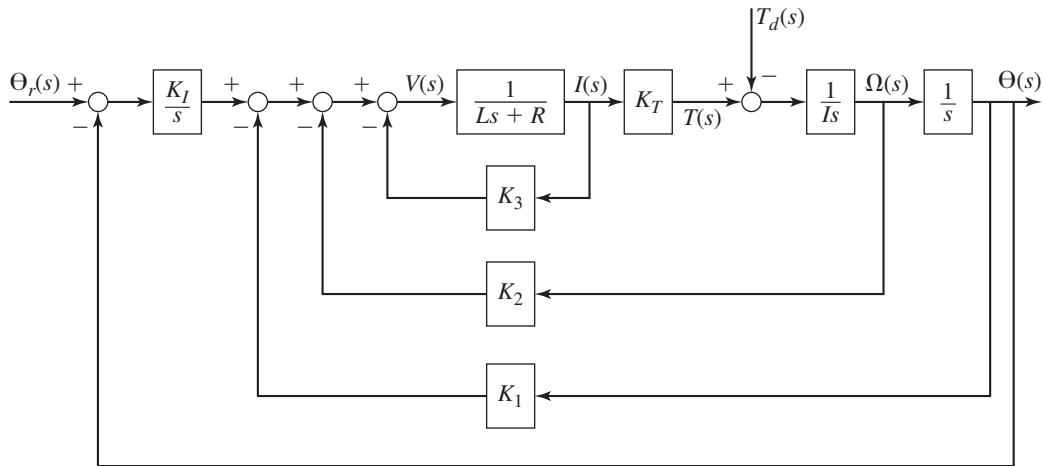 T_d(s)
Θ_r(s) + − K_I/s + − + − + − V(s) 1/(Ls + R) I(s) K_T T(s) + − 1/(Is) Ω(s) 1/s Θ(s)
K_3
K_2
K_1